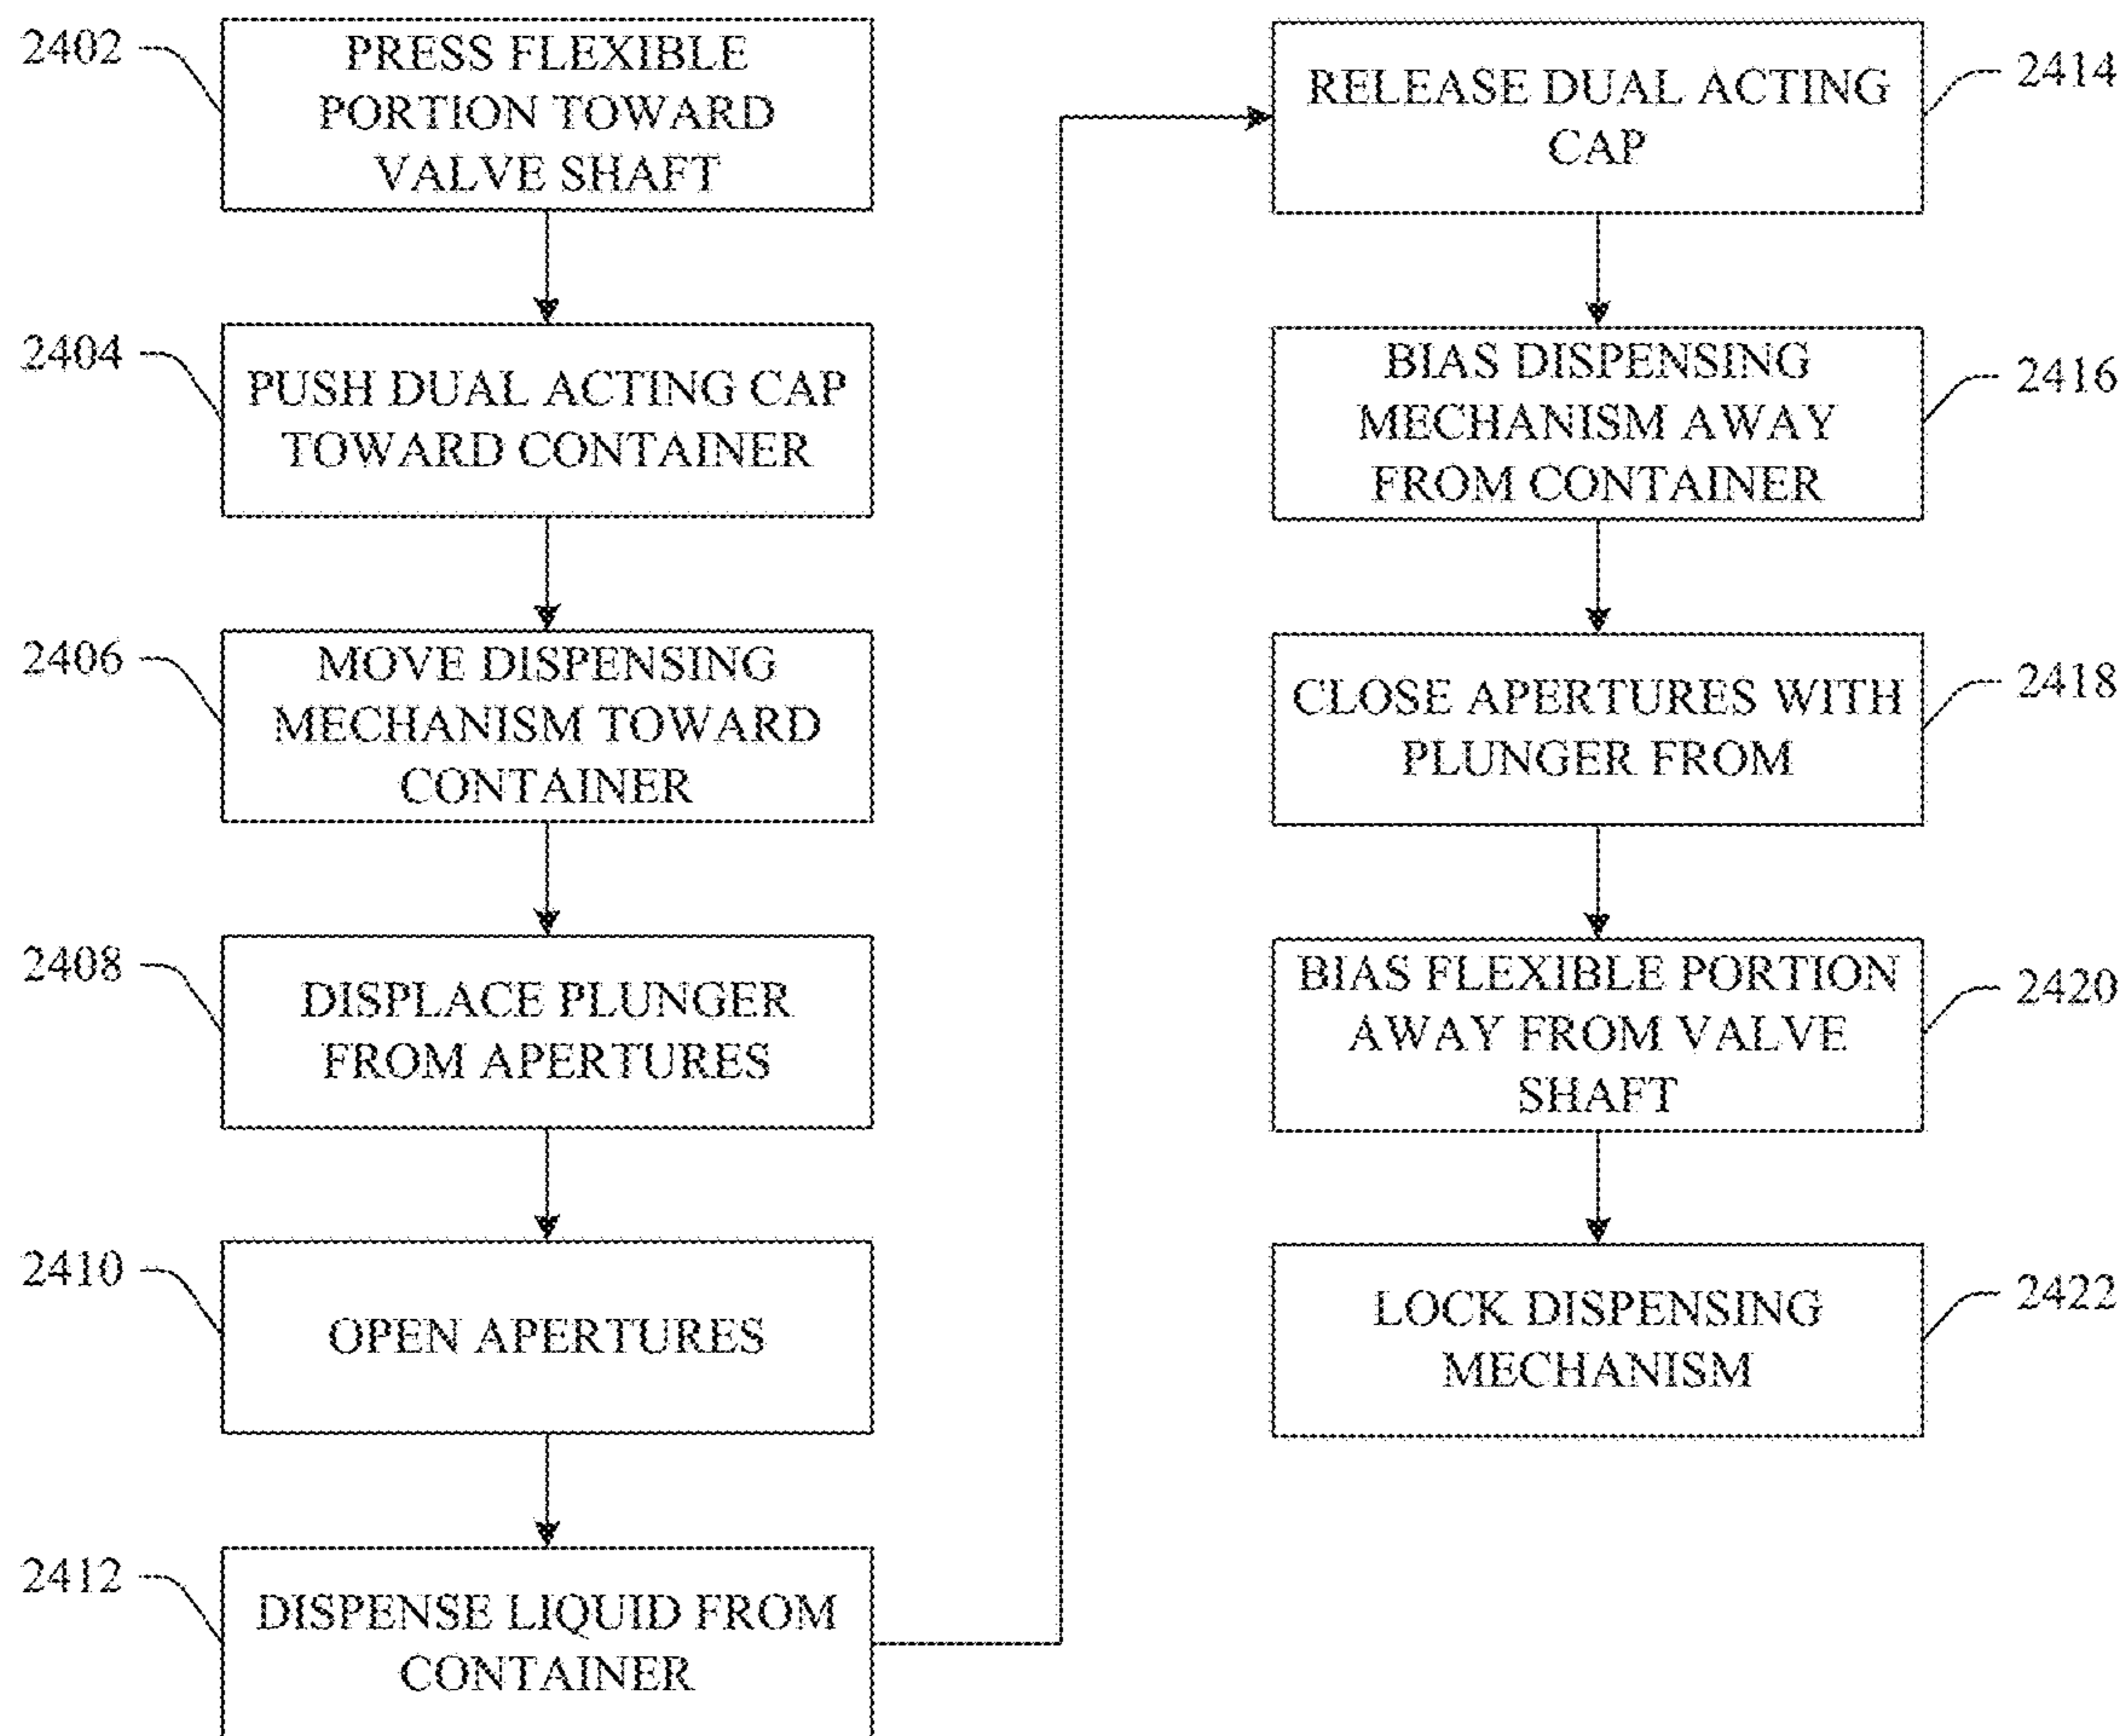 2402
PRESS FLEXIBLE
PORTION TOWARD
VALVE SHAFT
2404
PUSH DUAL ACTING CAP
TOWARD CONTAINER
2406
MOVE DISPENSING
MECHANISM TOWARD
CONTAINER
2408
DISPLACE PLUNGER
FROM APERTURES
2410
OPEN APERTURES
2412
DISPENSE LIQUID FROM
CONTAINER
RELEASE DUAL ACTING
CAP
2414
BIAS DISPENSING
MECHANISM AWAY
FROM CONTAINER
2416
CLOSE APERTURES WITH
PLUNGER FROM
2418
BIAS FLEXIBLE PORTION
AWAY FROM VALVE
SHAFT
2420
LOCK DISPENSING
MECHANISM
2422